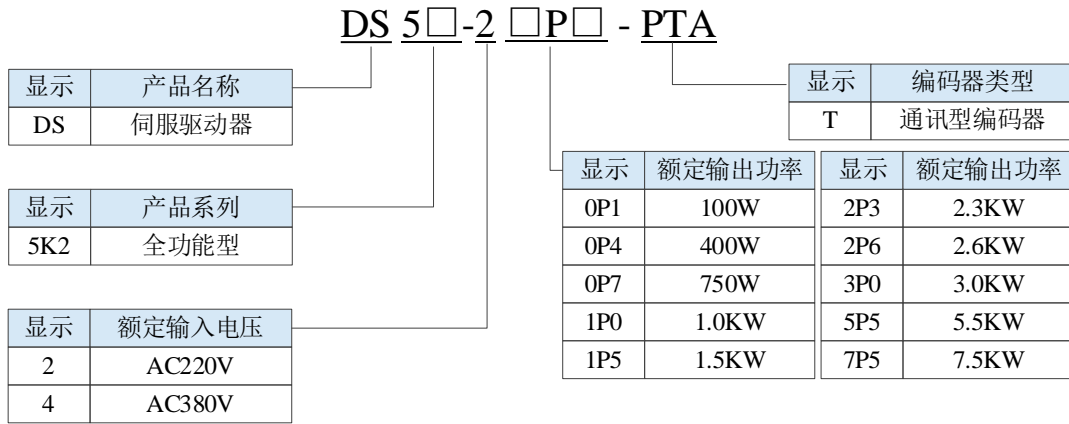 DS 5□-2 □P□ - PTA
显示 产品名称
DS 伺服驱动器
显示 编码器类型
T 通讯型编码器
显示 产品系列
5K2 全功能型
显示 额定输入电压
2 AC220V
4 AC380V
显示 额定输出功率 显示 额定输出功率
0P1 100W 2P3 2.3KW
0P4 400W 2P6 2.6KW
0P7 750W 3P0 3.0KW
1P0 1.0KW 5P5 5.5KW
1P5 1.5KW 7P5 7.5KW